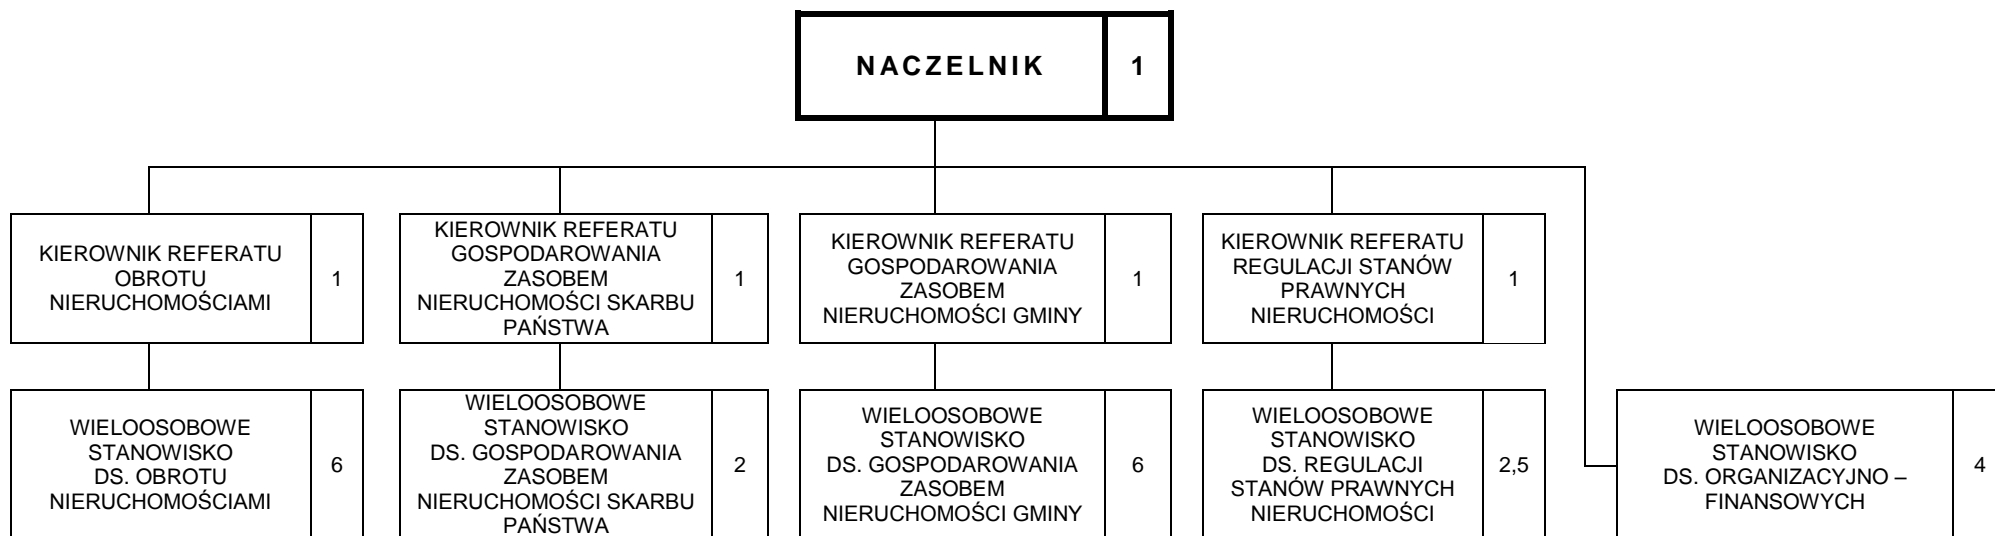 NACZELNIK 1
KIEROWNIK REFERATU
OBROTU
NIERUCHOMOŚCIAMI
1
KIEROWNIK REFERATU
GOSPODAROWANIA
ZASOBEM
NIERUCHOMOŚCI SKARBU
PAŃSTWA
1
KIEROWNIK REFERATU
GOSPODAROWANIA
ZASOBEM
NIERUCHOMOŚCI GMINY
1
KIEROWNIK REFERATU
REGULACJI STANÓW
PRAWNYCH
NIERUCHOMOŚCI
1
WIELOOSOBOWE
STANOWISKO
DS. OBROTU
NIERUCHOMOŚCIAMI
6
WIELOOSOBOWE
STANOWISKO
DS. GOSPODAROWANIA
ZASOBEM
NIERUCHOMOŚCI SKARBU
PAŃSTWA
2
WIELOOSOBOWE
STANOWISKO
DS. GOSPODAROWANIA
ZASOBEM
NIERUCHOMOŚCI GMINY
6
WIELOOSOBOWE
STANOWISKO
DS. REGULACJI
STANÓW PRAWNYCH
NIERUCHOMOŚCI
2,5
WIELOOSOBOWE
STANOWISKO
DS. ORGANIZACYJNO –
FINANSOWYCH
4